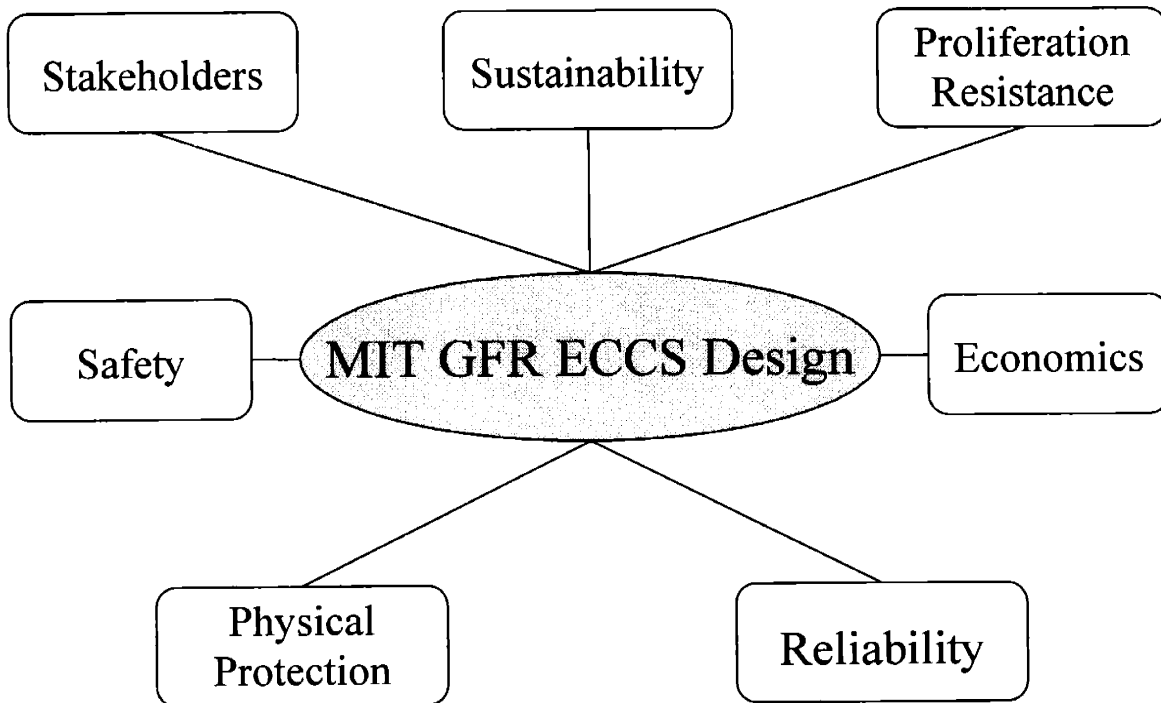 Stakeholders
Sustainability
Proliferation
Resistance
Safety
MIT GFR ECCS Design
Economics
Physical
Protection
Reliability